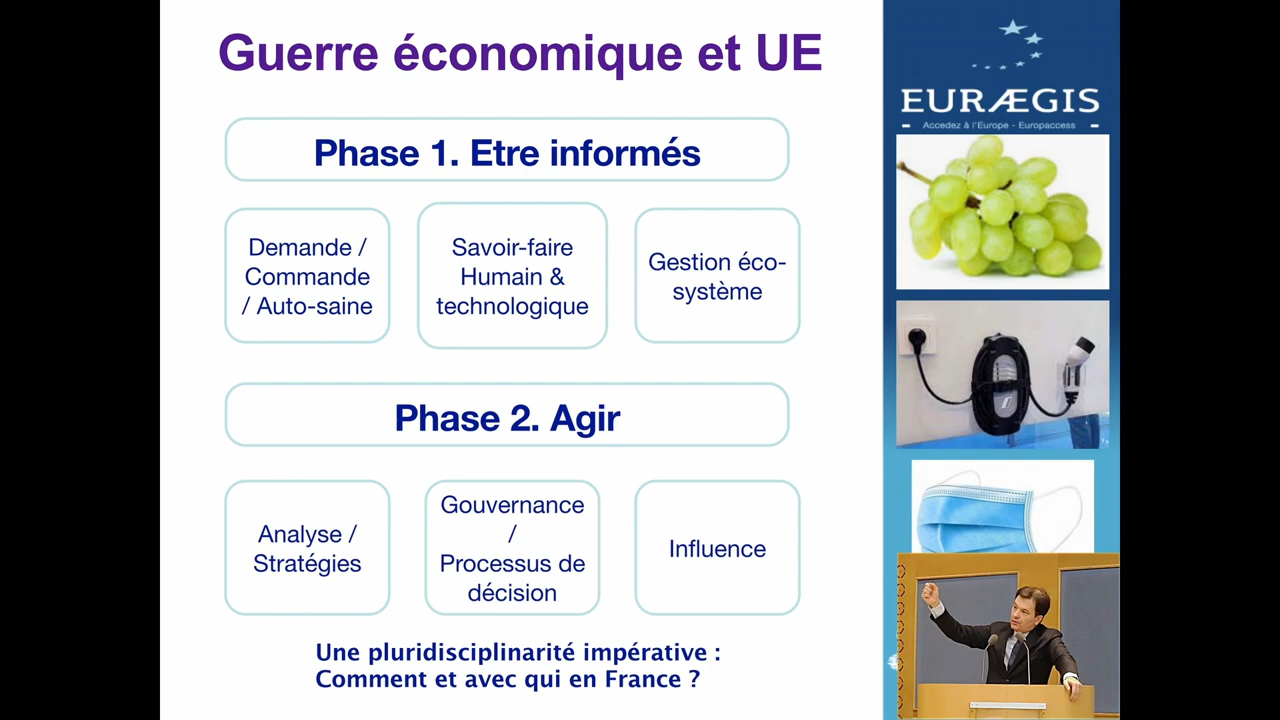 Guerre économique et UE
EURÆGIS
Accedez à l'Europe - Europaccess
Phase 1. Etre informés
Demande /
Commande
/ Auto-saine
Savoir-faire
Humain &
technologique
Gestion éco-
système
Phase 2. Agir
Analyse /
Stratégies
Gouvernance
/
Processus de
décision
Influence
Une pluridisciplinarité impérative :
Comment et avec qui en France ?